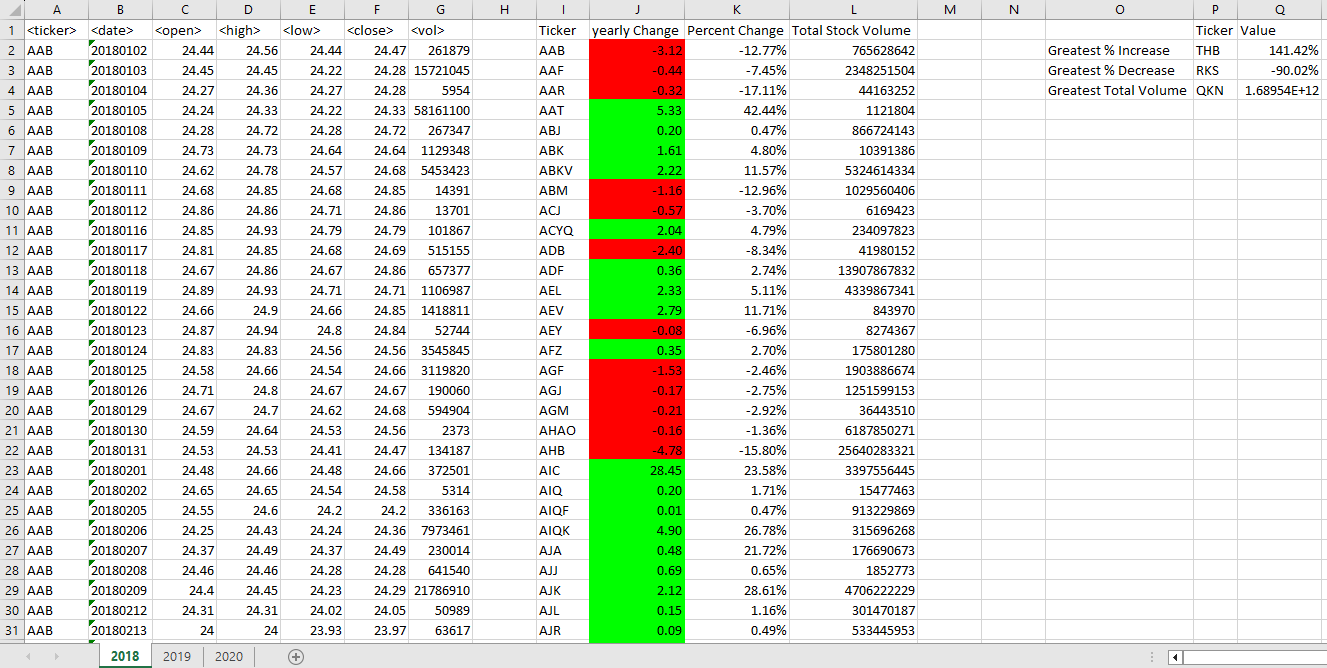 A B C D E F G H I J K L M N O P Q
1 <ticker> <date> <open> <high> <low> <close> <vol> Ticker yearly Change Percent Change Total Stock Volume Ticker Value
2 AAB 20180102 24.44 24.56 24.44 24.47 261879 AAB -3.12 -12.77% 765628642 Greatest % Increase THB 141.42%
3 AAB 20180103 24.45 24.45 24.22 24.28 15721045 AAF -0.44 -7.45% 2348251504 Greatest % Decrease RKS -90.02%
4 AAB 20180104 24.27 24.36 24.27 24.28 5954 AAR -0.32 -17.11% 44163252 Greatest Total Volume QKN 1.68954E+12
5 AAB 20180105 24.24 24.33 22.22 24.33 58161100 AAT 5.33 42.44% 1121804
6 AAB 20180108 24.28 24.72 24.28 24.72 267347 ABJ 0.20 0.47% 866724143
7 AAB 20180109 24.73 24.73 24.64 24.64 1129348 ABK 1.61 4.80% 10391386
8 AAB 20180110 24.62 24.78 24.57 24.68 5453423 ABKV 2.22 11.57% 5324614334
9 AAB 20180111 24.68 24.85 24.68 24.85 14391 ABM -1.16 -12.96% 1029560406
10 AAB 20180112 24.86 24.86 24.71 24.86 13701 ACJ -0.57 -3.70% 6169423
11 AAB 20180116 24.85 24.93 24.79 24.79 101867 ACYQ 2.04 4.79% 234097823
12 AAB 20180117 24.81 24.85 24.68 24.69 515155 ADB -2.40 -8.34% 41980152
13 AAB 20180118 24.67 24.86 24.67 24.86 657377 ADF 0.36 2.74% 13907867832
14 AAB 20180119 24.89 24.93 24.71 24.71 1106987 AEL 2.33 5.11% 4339867341
15 AAB 20180122 24.66 24.9 24.66 24.85 1418811 AEV 2.79 11.71% 843970
16 AAB 20180123 24.87 24.94 24.8 24.84 52744 AEY -0.08 -6.96% 8274367
17 AAB 20180124 24.83 24.83 24.56 24.56 3545845 AFZ 0.35 2.70% 175801280
18 AAB 20180125 24.58 24.66 24.54 24.66 3119820 AGF -1.53 -2.46% 1903886674
19 AAB 20180126 24.71 24.8 24.67 24.67 190060 AGJ -0.17 -2.75% 1251599153
20 AAB 20180129 24.67 24.7 24.62 24.68 594904 AGM -0.21 -2.92% 36443510
21 AAB 20180130 24.59 24.64 24.53 24.56 2373 AHAO -0.16 -1.36% 6187850271
22 AAB 20180131 24.53 24.53 24.41 24.47 134187 AHB -4.78 -15.80% 25640283321
23 AAB 20180201 24.48 24.66 24.48 24.66 372501 AIC 28.45 23.58% 3397556445
24 AAB 20180202 24.65 24.65 24.54 24.58 5314 AIQ 0.20 1.71% 15477463
25 AAB 20180205 24.55 24.6 24.2 24.2 336163 AIQF 0.01 0.47% 913229869
26 AAB 20180206 24.25 24.43 24.24 24.36 7973461 AIQK 4.90 26.78% 315696268
27 AAB 20180207 24.37 24.49 24.37 24.49 230014 AJA 0.48 21.72% 176690673
28 AAB 20180208 24.46 24.46 24.28 24.28 641540 AJJ 0.69 0.65% 1852773
29 AAB 20180209 24.4 24.45 24.23 24.29 21786910 AJK 2.12 28.61% 4706222229
30 AAB 20180212 24.31 24.31 24.02 24.05 50989 AJL 0.15 1.16% 301470187
31 AAB 20180213 24 24 23.93 23.97 63617 AJR 0.09 0.49% 533445953
2018 2019 2020